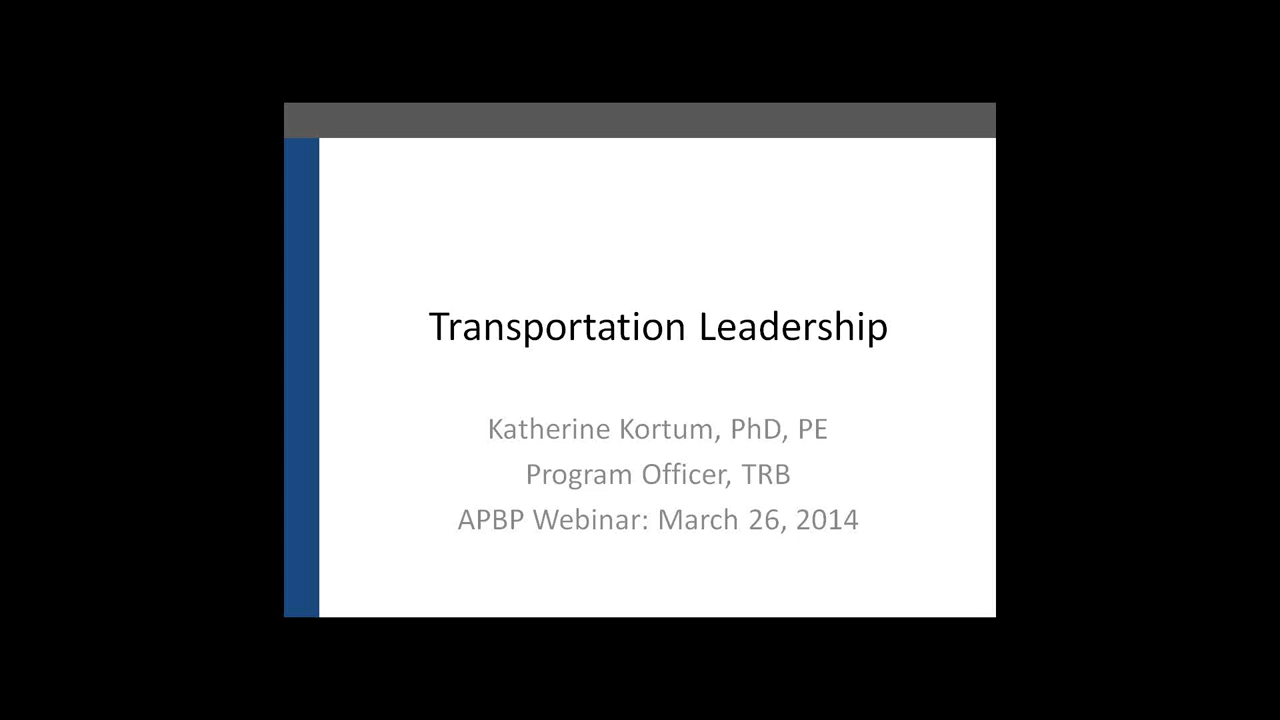 Transportation Leadership
Katherine Kortum, PhD, PE
Program Officer, TRB
APBP Webinar: March 26, 2014